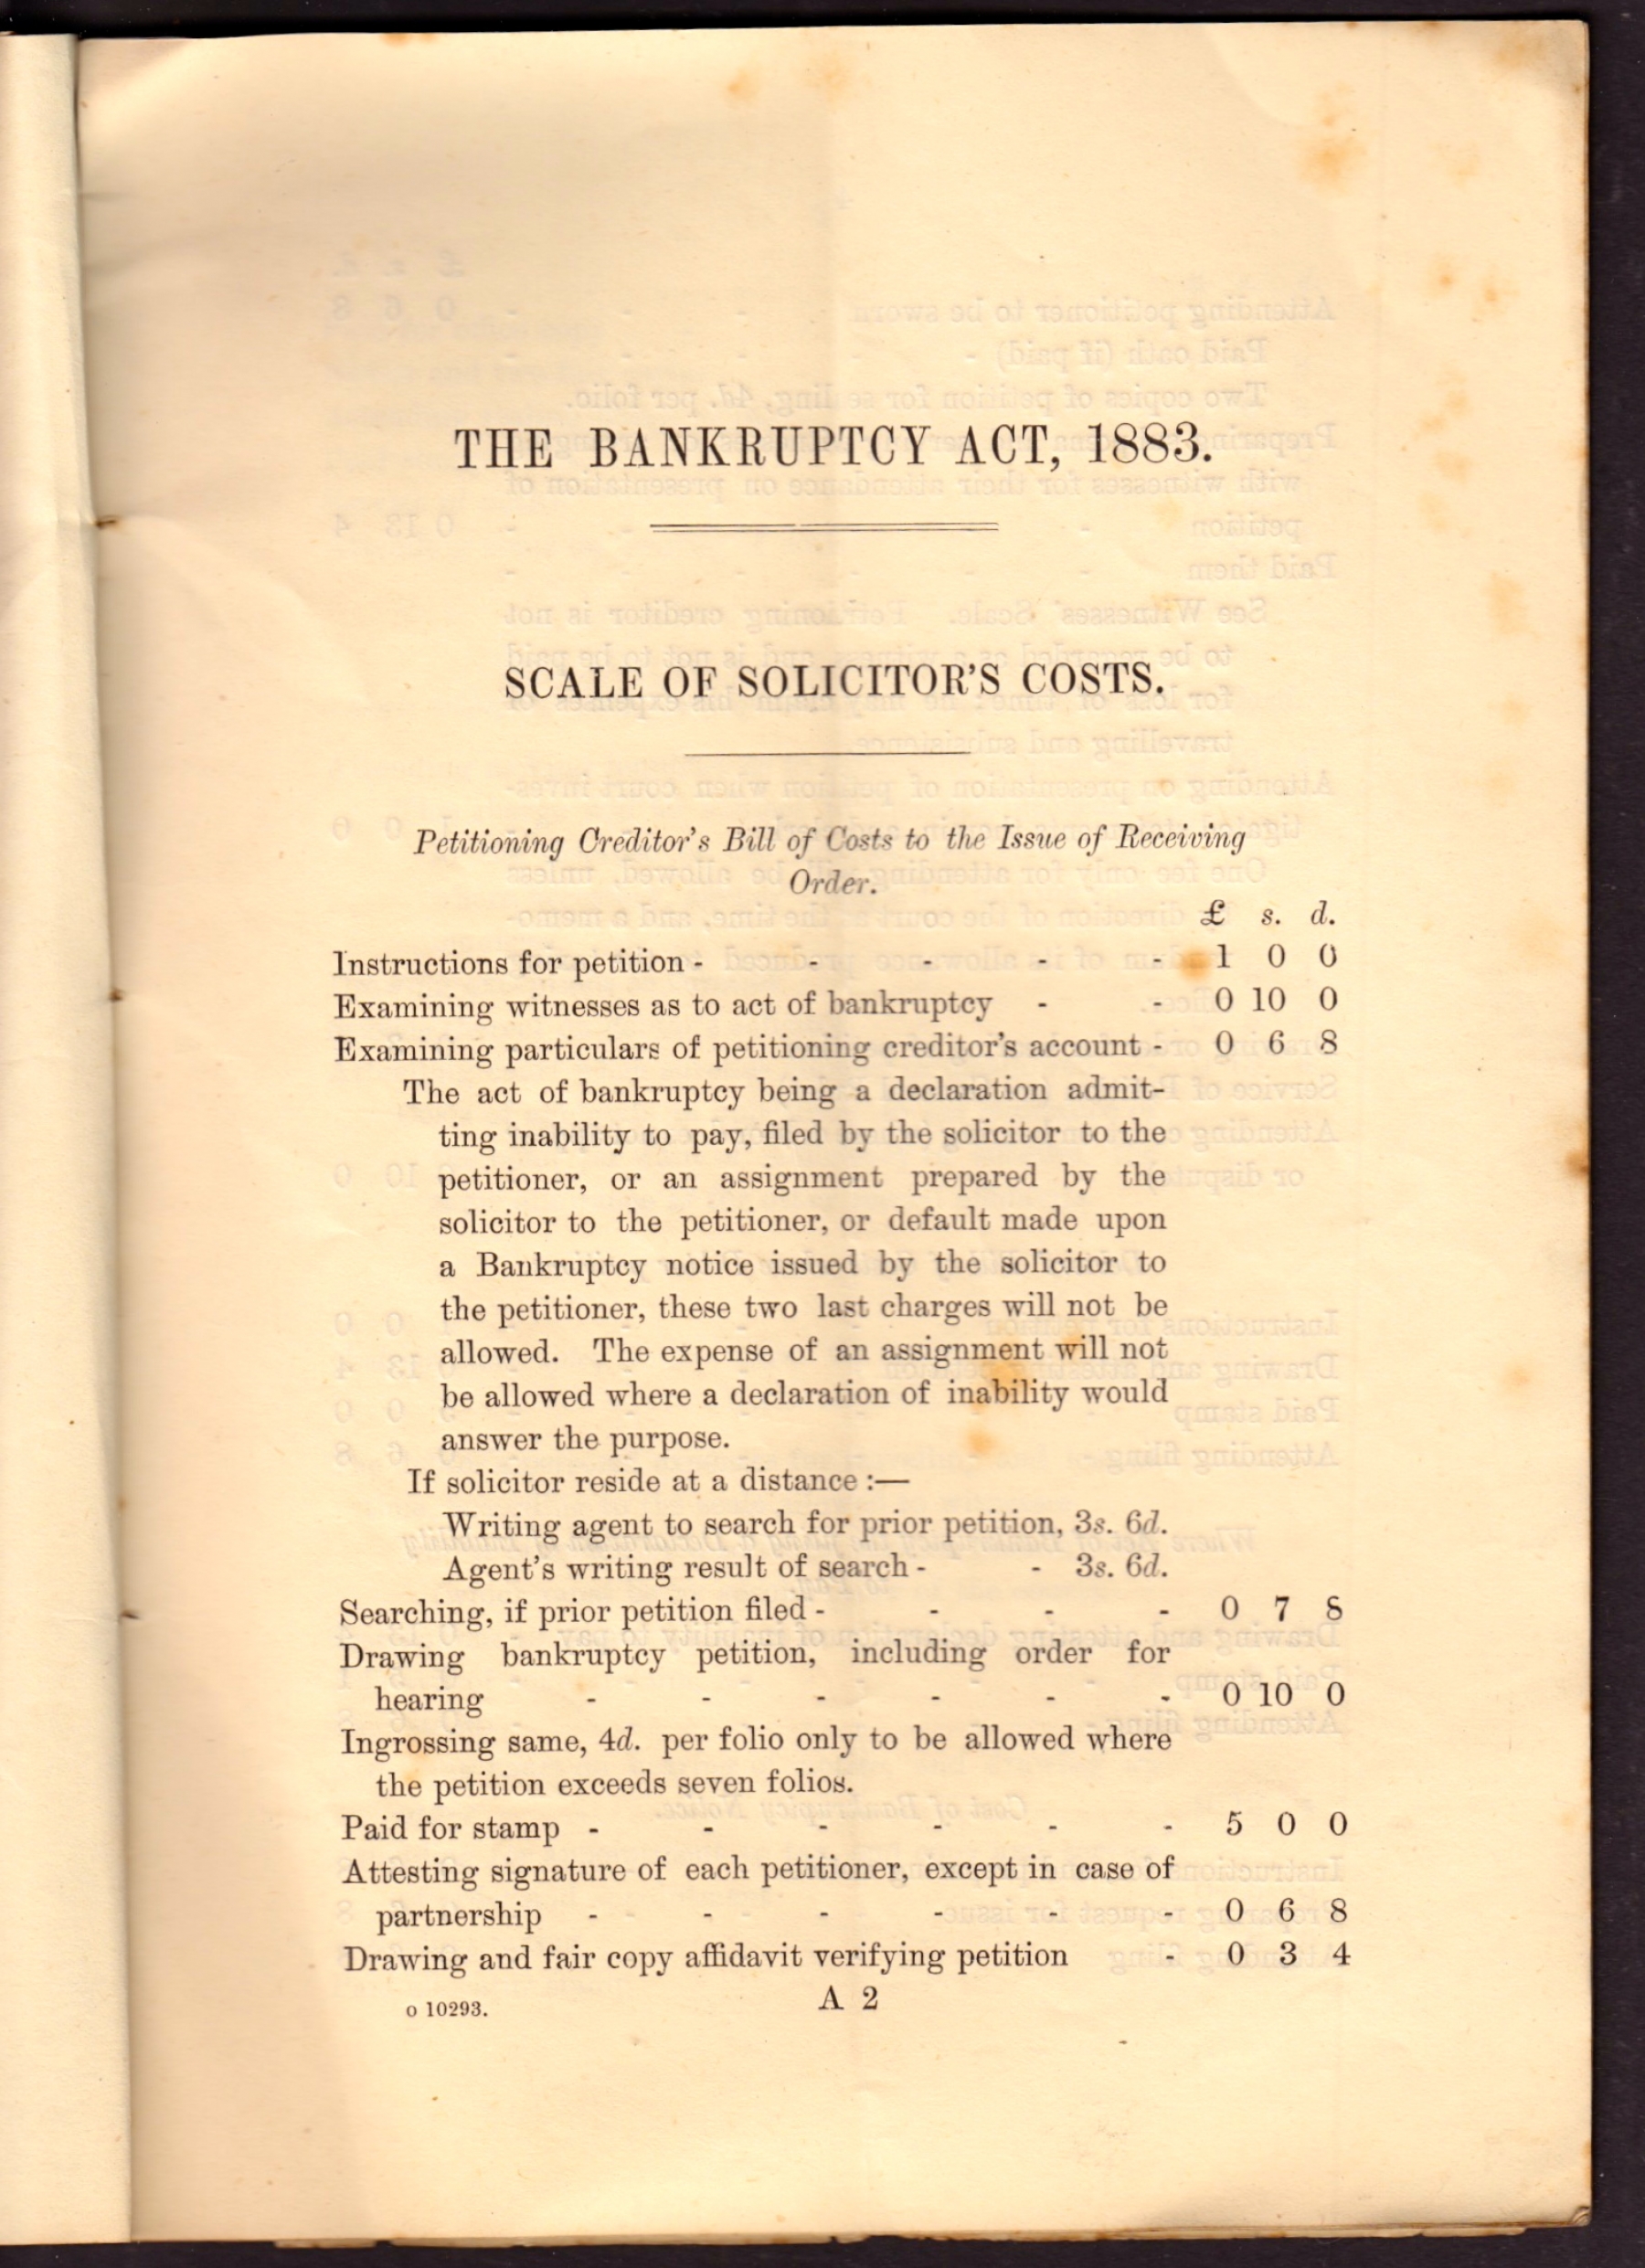 THE BANKRUPTCY ACT, 1883.
SCALE OF SOLICITOR'S COSTS.
Petitioning Creditor's Bill of Costs to the Issue of Receiving
Order.
£ s. d.
Instructions for petition - - - - - 1 0 0
Examining witnesses as to act of bankruptcy - - 0 10 0
Examining particulars of petitioning creditor's account - 0 6 8
The act of bankruptcy being a declaration admit-
ting inability to pay, filed by the solicitor to the
petitioner, or an assignment prepared by the
solicitor to the petitioner, or default made upon
a Bankruptcy notice issued by the solicitor to
the petitioner, these two last charges will not be
allowed. The expense of an assignment will not
be allowed where a declaration of inability would
answer the purpose.
If solicitor reside at a distance :—
Writing agent to search for prior petition, 3s. 6d.
Agent's writing result of search - - 3s. 6d.
Searching, if prior petition filed - - - - 0 7 8
Drawing bankruptcy petition, including order for
hearing - - - - - - 0 10 0
Ingrossing same, 4d. per folio only to be allowed where
the petition exceeds seven folios.
Paid for stamp - - - - - - 5 0 0
Attesting signature of each petitioner, except in case of
partnership - - - - - - 0 6 8
Drawing and fair copy affidavit verifying petition - 0 3 4
o 10293. A 2